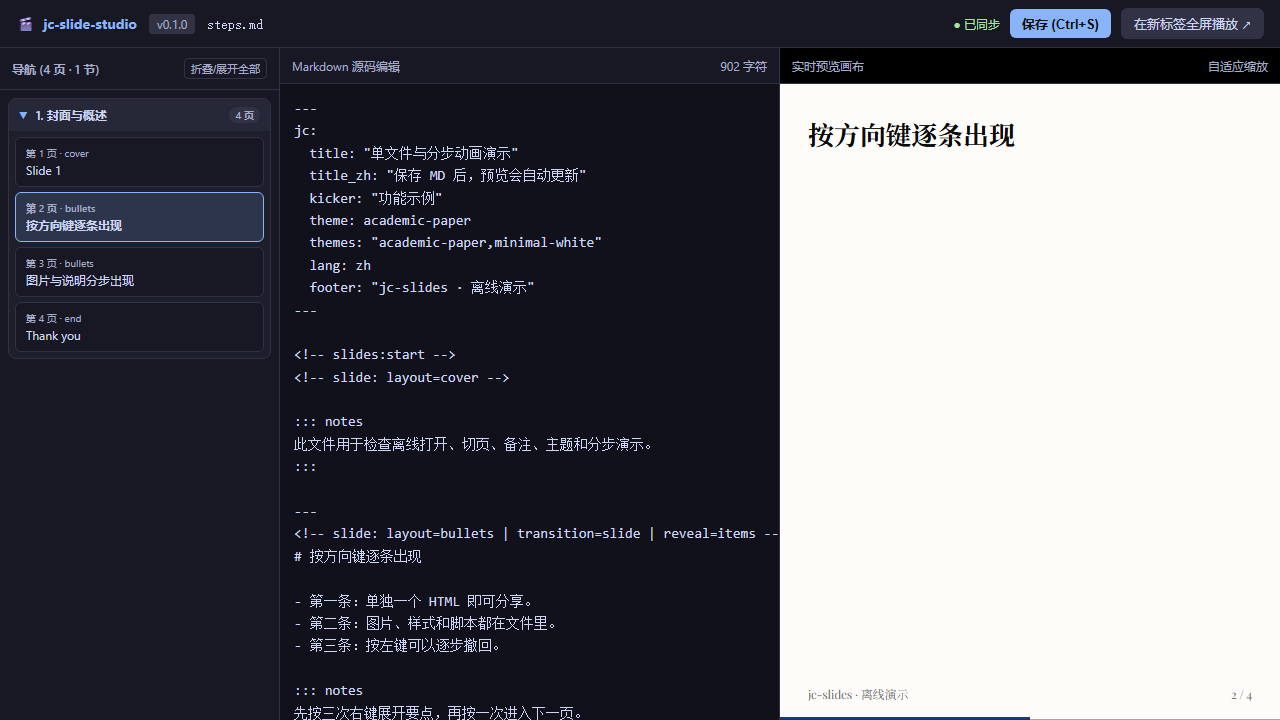 jc-slide-studio v0.1.0 steps.md
● 已同步 保存 (Ctrl+S) 在新标签全屏播放 ↗
导航 (4 页 · 1 节) 折叠/展开全部
▼ 1. 封面与概述 4 页
第 1 页 · cover
Slide 1
第 2 页 · bullets
按方向键逐条出现
第 3 页 · bullets
图片与说明分步出现
第 4 页 · end
Thank you
Markdown 源码编辑 902 字符
---
jc:
  title: "单文件与分步动画演示"
  title_zh: "保存 MD 后，预览会自动更新"
  kicker: "功能示例"
  theme: academic-paper
  themes: "academic-paper,minimal-white"
  lang: zh
  footer: "jc-slides · 离线演示"
---
<!-- slides:start -->
<!-- slide: layout=cover -->
::: notes
此文件用于检查离线打开、切页、备注、主题和分步演示。
:::
---
<!-- slide: layout=bullets | transition=slide | reveal=items --
# 按方向键逐条出现
- 第一条：单独一个 HTML 即可分享。
- 第二条：图片、样式和脚本都在文件里。
- 第三条：按左键可以逐步撤回。
::: notes
先按三次右键展开要点，再按一次进入下一页。
实时预览画布 自适应缩放
按方向键逐条出现
jc-slides · 离线演示 2 / 4